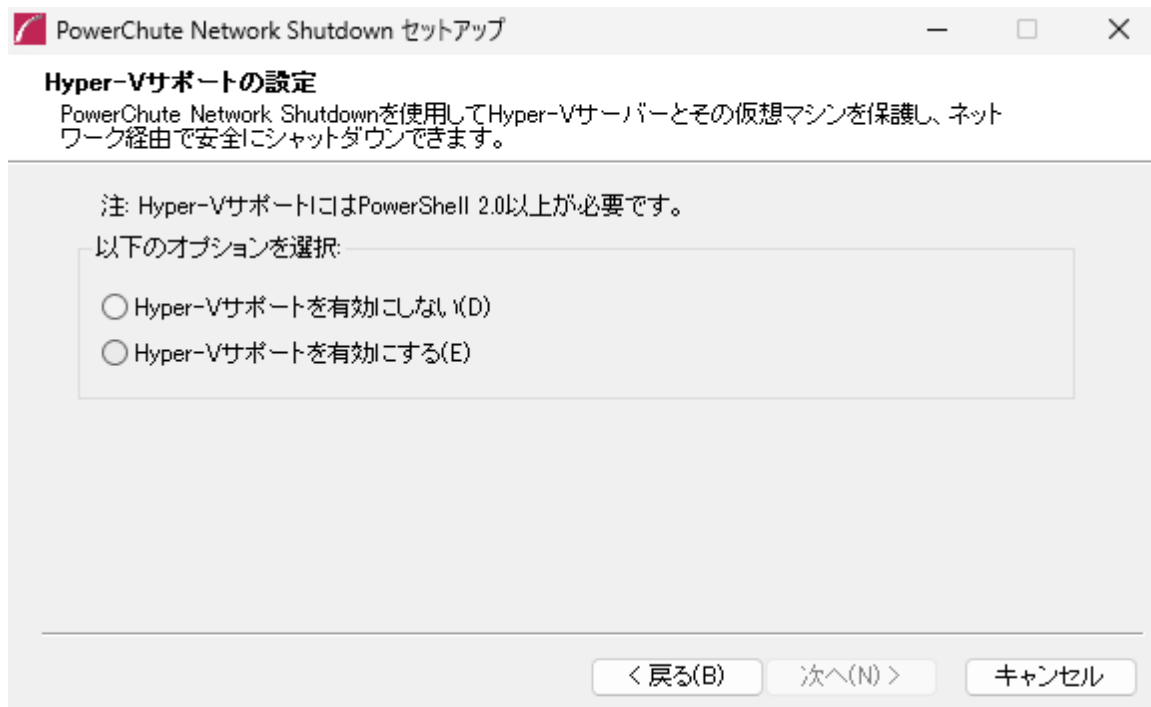 PowerChute Network Shutdown セットアップ
Hyper-Vサポートの設定
PowerChute Network Shutdownを使用してHyper-Vサーバーとその仮想マシンを保護し、ネット
ワーク経由で安全にシャットダウンできます。
注: Hyper-VサポートにはPowerShell 2.0以上が必要です。
以下のオプションを選択:
Hyper-Vサポートを有効にしない(D)
Hyper-Vサポートを有効にする(E)
< 戻る(B) 次へ(N) > キャンセル